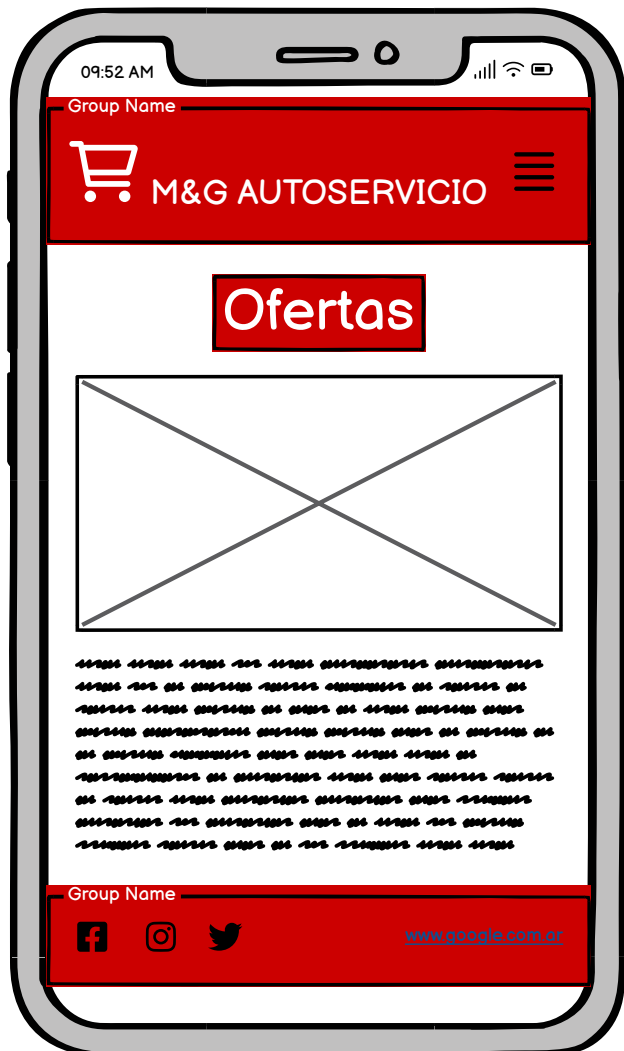 09:52 AM
Group Name
M&G AUTOSERVICIO
Ofertas
Group Name
www.google.com.ar